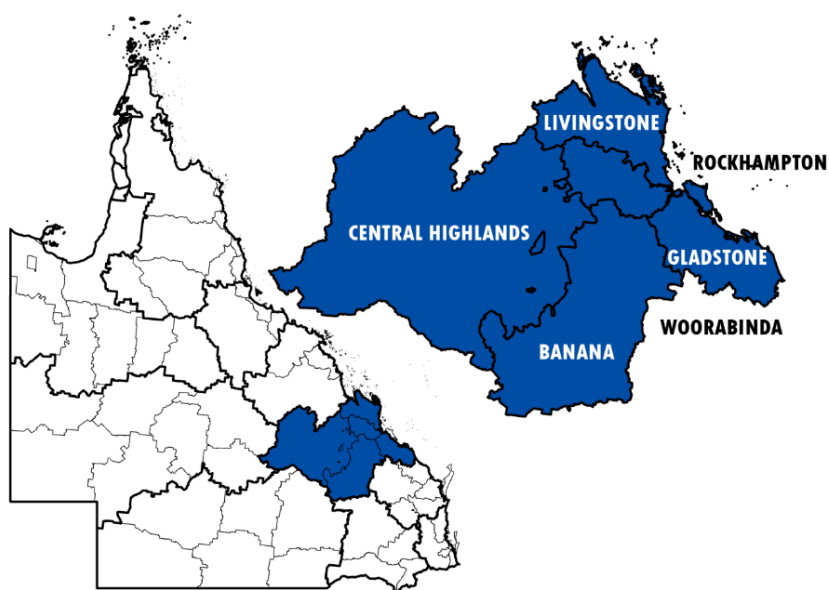 LIVINGSTONE
ROCKHAMPTON
CENTRAL HIGHLANDS
GLADSTONE
WOORABINDA
BANANA